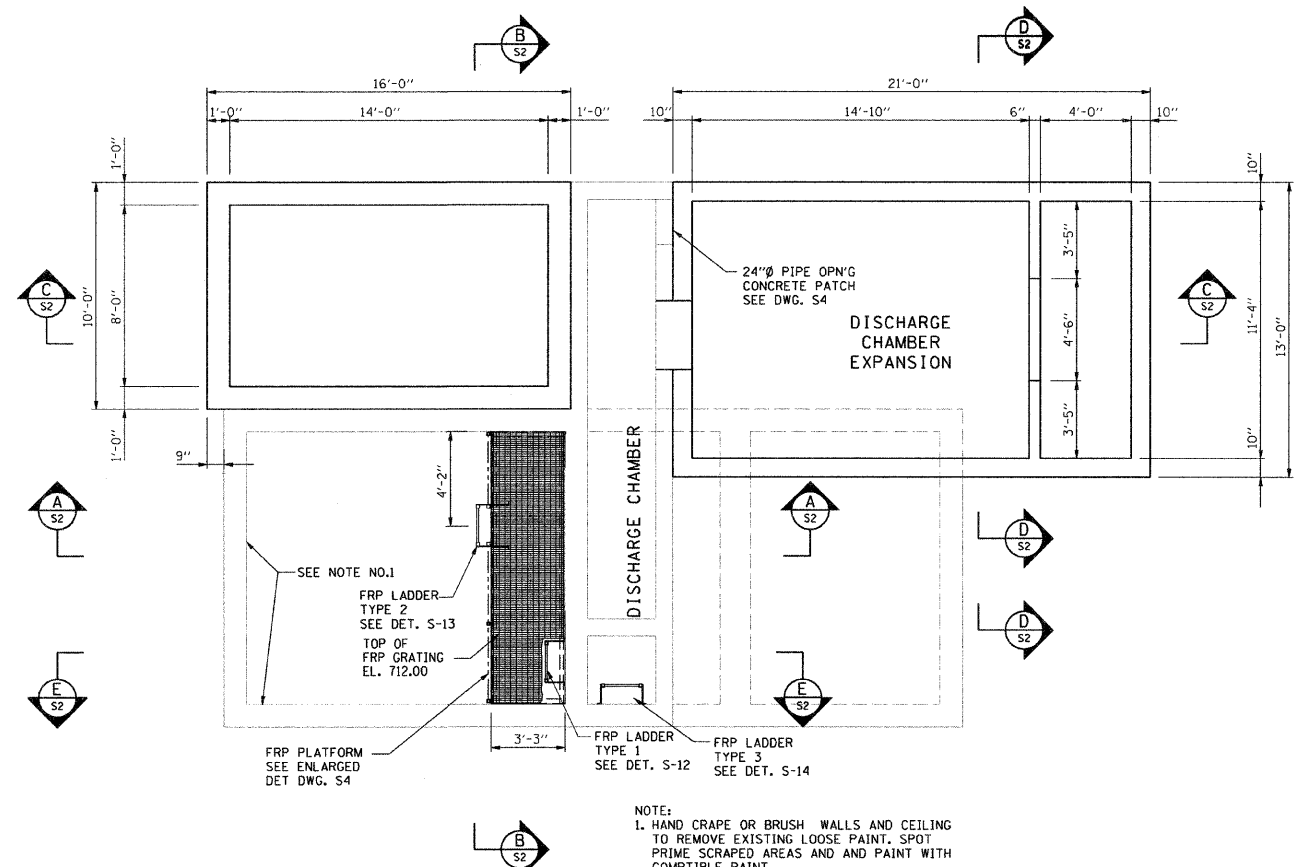 B
S2
D
S2
16'-0"
21'-0"
1'-0"
14'-0"
1'-0"
10"
14'-10"
6"
4'-0"
10"
1'-0"
10"
10'-0"
8'-0"
3'-5"
4'-6"
3'-5"
11'-4"
13'-0"
C
S2
C
S2
24"Ø PIPE OPN'G
CONCRETE PATCH
SEE DWG. S4
DISCHARGE
CHAMBER
EXPANSION
1'-0"
10"
9"
4'-2"
DISCHARGE CHAMBER
A
S2
A
S2
D
S2
SEE NOTE NO.1
FRP LADDER
TYPE 2
SEE DET. S-13
TOP OF
FRP GRATING
EL. 712.00
D
S2
E
S2
E
S2
3'-3"
FRP PLATFORM
SEE ENLARGED
DET DWG. S4
FRP LADDER
TYPE 1
SEE DET. S-12
FRP LADDER
TYPE 3
SEE DET. S-14
B
S2
NOTE:
1. HAND CRAPE OR BRUSH WALLS AND CEILING
TO REMOVE EXISTING LOOSE PAINT. SPOT
PRIME SCRAPED AREAS AND AND PAINT WITH
COMPTIBLE PAINT